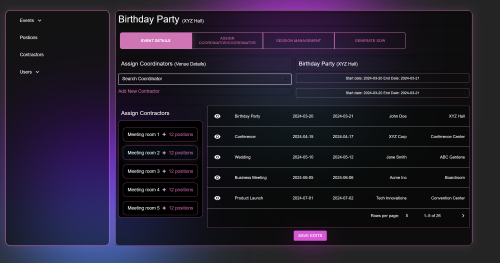 Events
Positions
Contractors
Users
Birthday Party (XYZ Hall)
EVENT DETAILS
ASSIGN
COORDINATORS/CONTRACTOR
DESIGN MANAGEMENT
GENERATE SOW
Assign Coordinators (Venue Details)
Search Coordinator
Add New Contractor
Birthday Party (XYZ Hall)
Start date: 2024-03-20 End Date: 2024-03-21
Start date: 2024-03-20 End Date: 2024-03-21
Assign Contractors
Meeting room 1 + 12 positions
Meeting room 2 + 12 positions
Meeting room 3 + 12 positions
Meeting room 4 + 12 positions
Meeting room 5 + 12 positions
Birthday Party 2024-03-20 2024-03-21 John Doe XYZ Hall
Conference 2024-04-15 2024-04-17 XYZ Corp Conference Center
Wedding 2024-05-10 2024-05-12 Jane Smith ABC Gardens
Business Meeting 2024-06-05 2024-06-06 Acme Inc Boardroom
Product Launch 2024-07-01 2024-07-02 Tech Innovations Convention Center
Rows per page: 5 1–5 of 26
SAVE EDITS